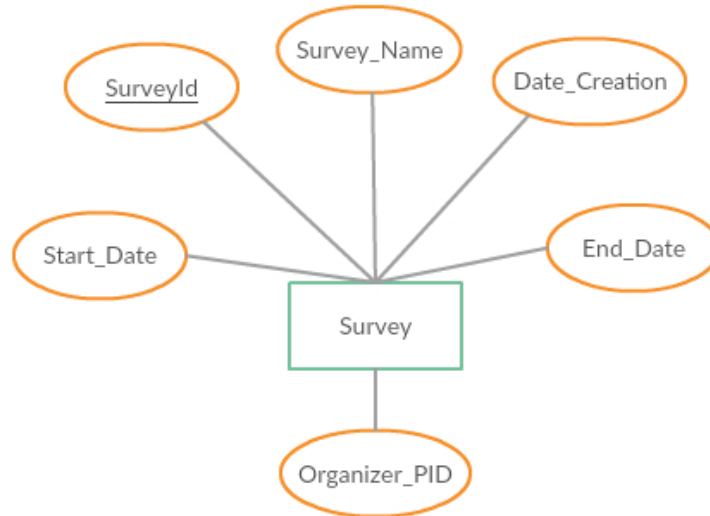 Survey_Name
SurveyId
Date_Creation
Start_Date
End_Date
Survey
Organizer_PID